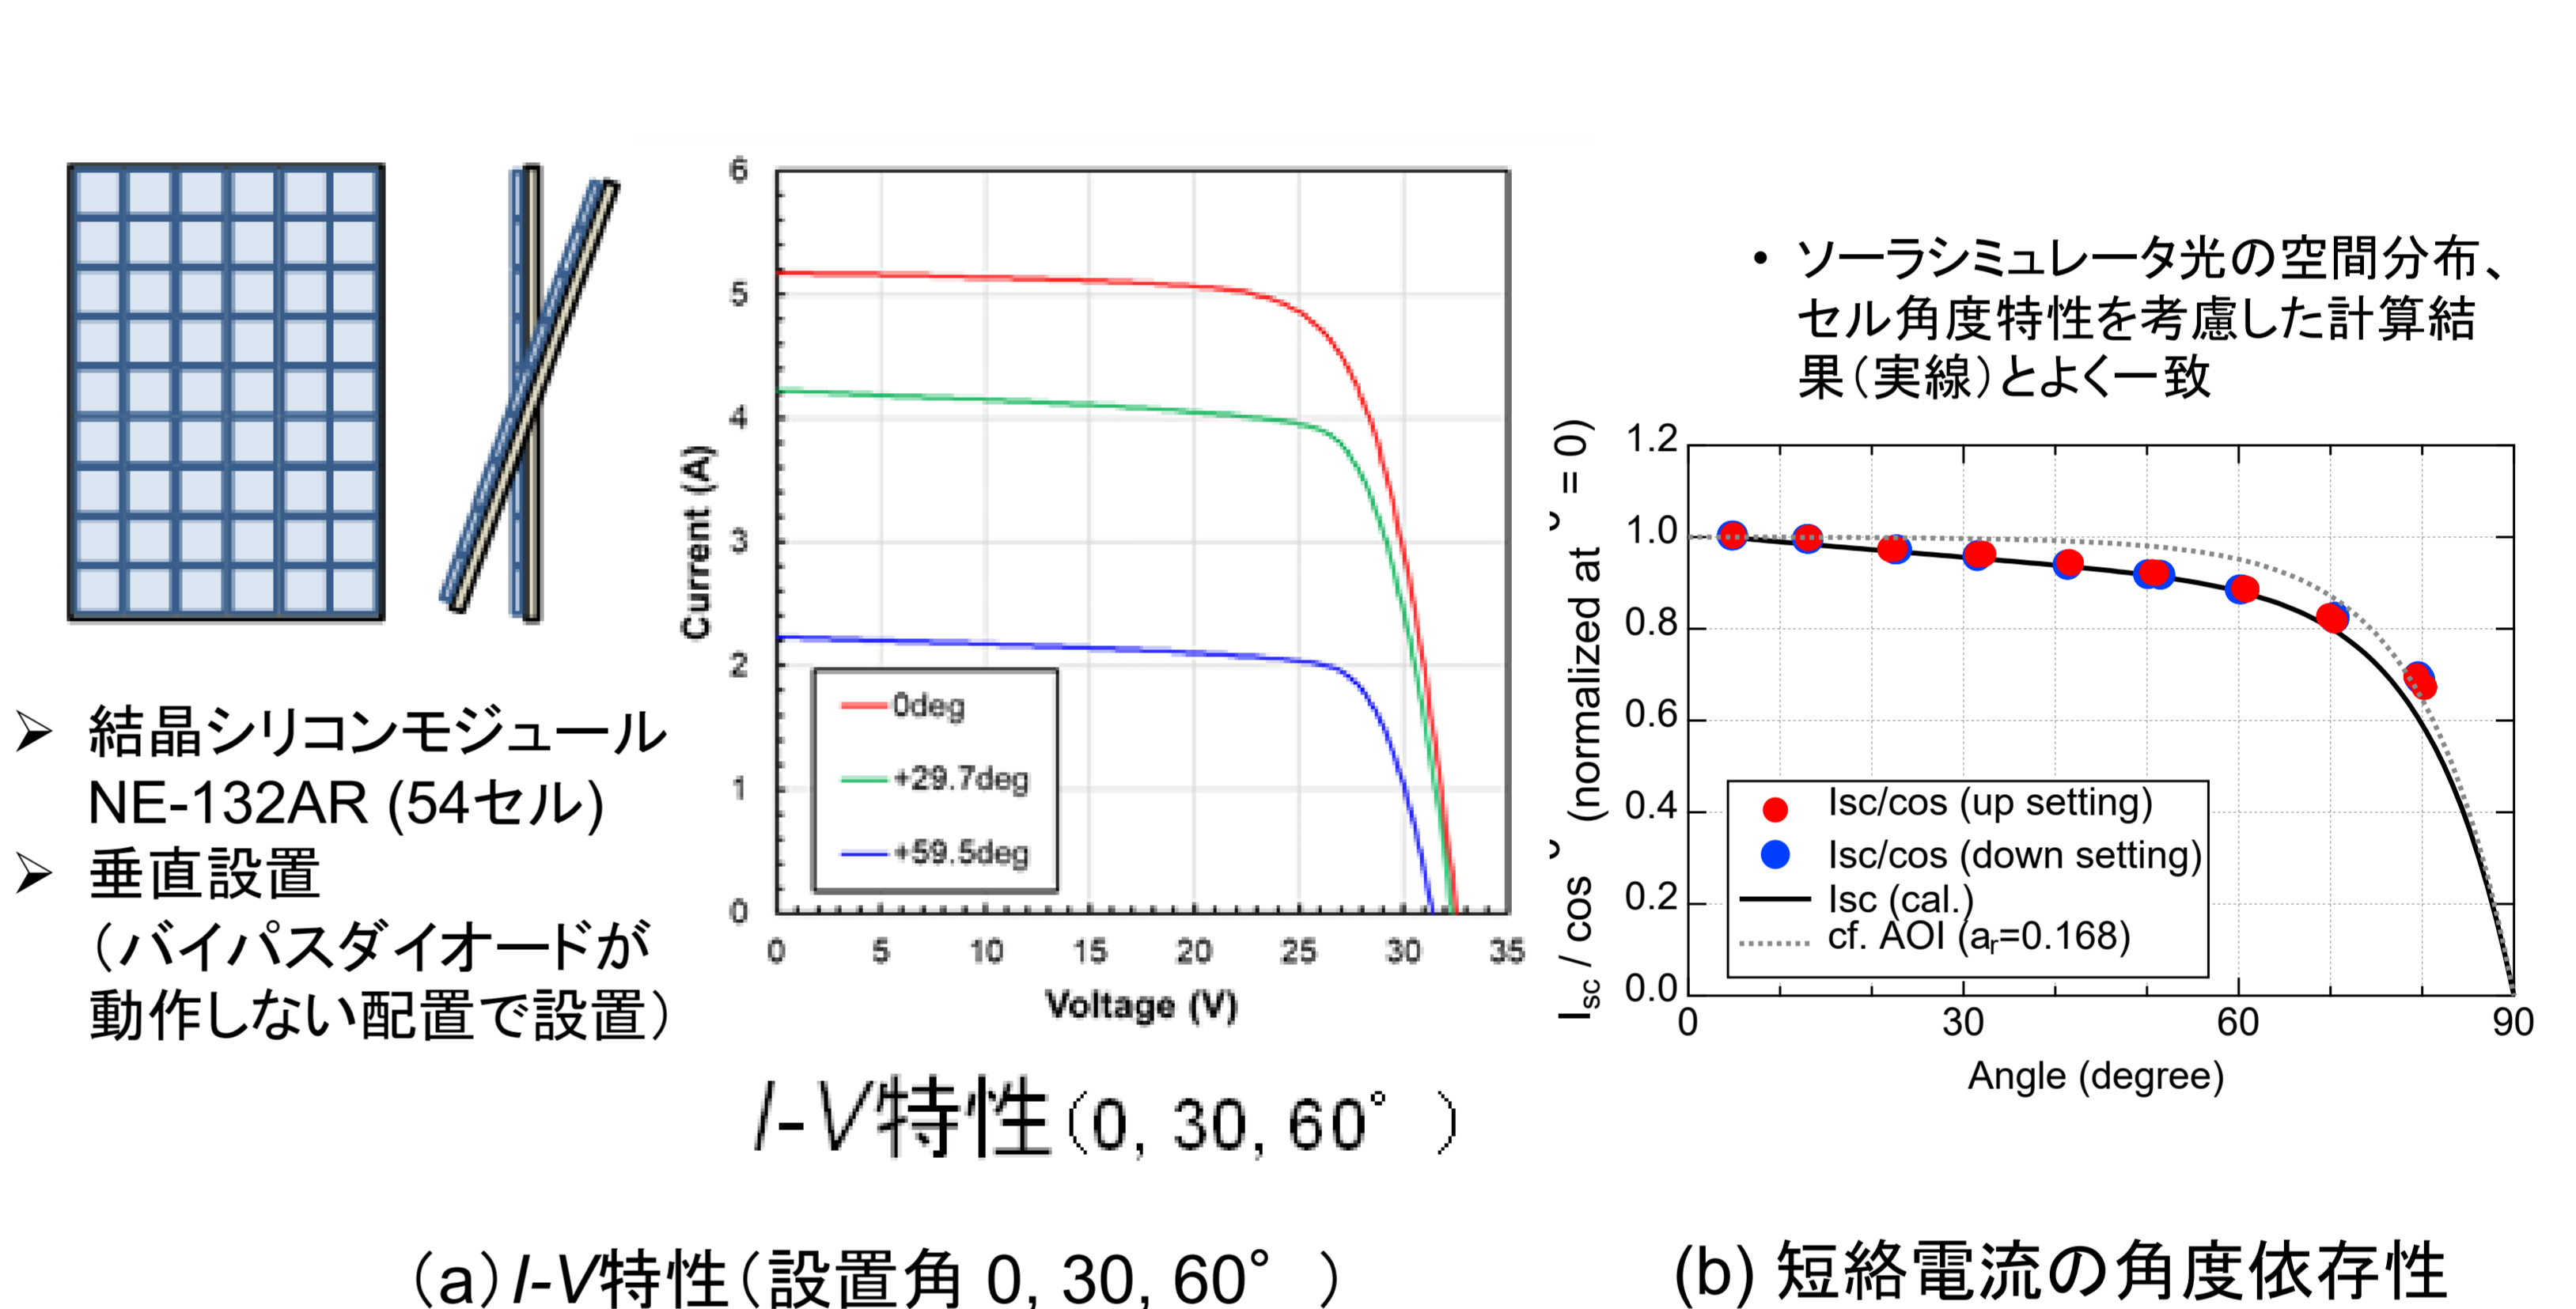 ➢ 結晶シリコンモジュール
NE-132AR (54セル)
➢ 垂直設置
（バイパスダイオードが
動作しない配置で設置）
6
5
4
3
2
1
0
Current (A)
0deg
+29.7deg
+59.5deg
0 5 10 15 20 25 30 35
Voltage (V)
I-V特性（0, 30, 60°）
• ソーラシミュレータ光の空間分布、
セル角度特性を考慮した計算結
果（実線）とよく一致
Isc / cos (normalized at = 0)
1.2
1.0
0.8
0.6
0.4
0.2
0.0
Isc/cos (up setting)
Isc/cos (down setting)
Isc (cal.)
cf. AOI (ar=0.168)
0 30 60 90
Angle (degree)
（a）I-V特性（設置角 0, 30, 60°）
(b) 短絡電流の角度依存性